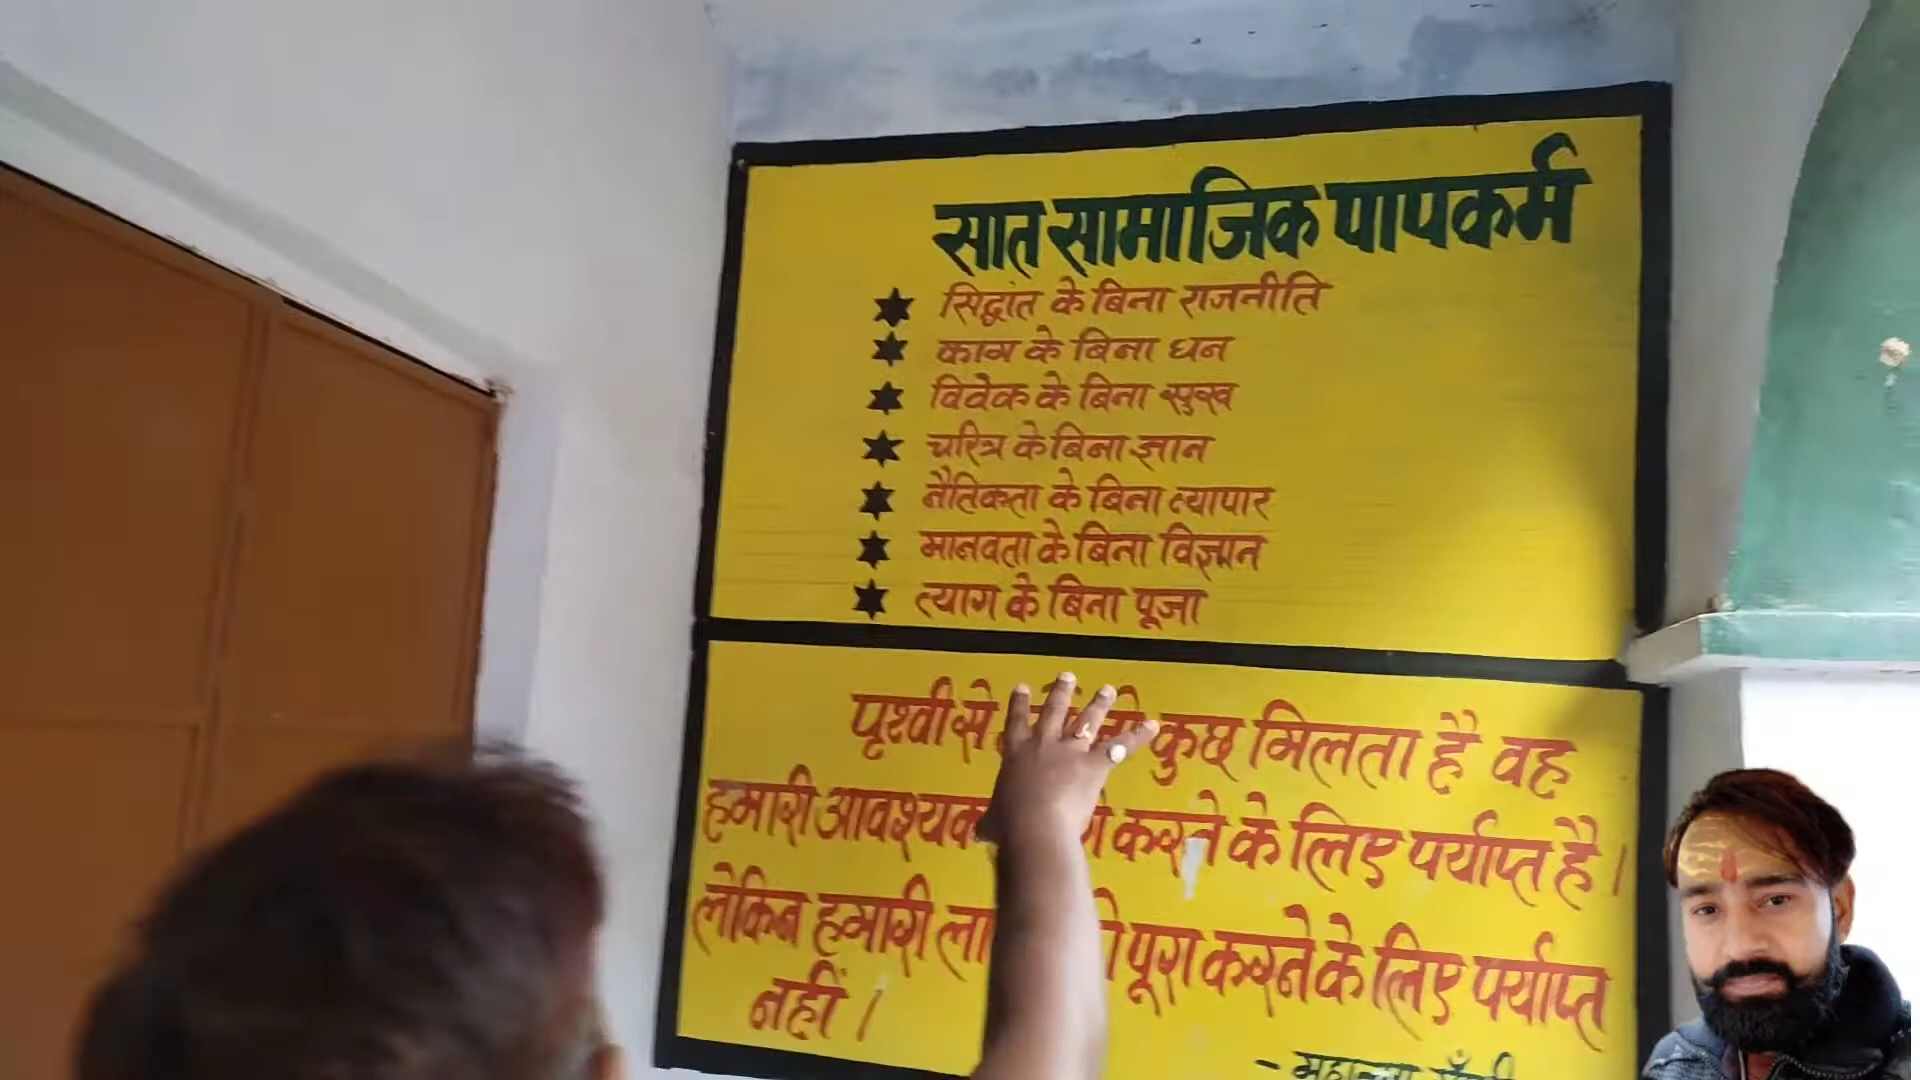 सात सामाजिक पापकर्म
सिद्धांत के बिना राजनीति
काम के बिना धन
विवेक के बिना सुख
चरित्र के बिना ज्ञान
नैतिकता के बिना व्यापार
मानवता के बिना विज्ञान
त्याग के बिना पूजा
पृथ्वी से कुछ मिलता है वह
हमारी करने के लिए पर्याप्त है।
लेकिन हमारी पूरा करने के लिए पर्याप्त
नहीं।